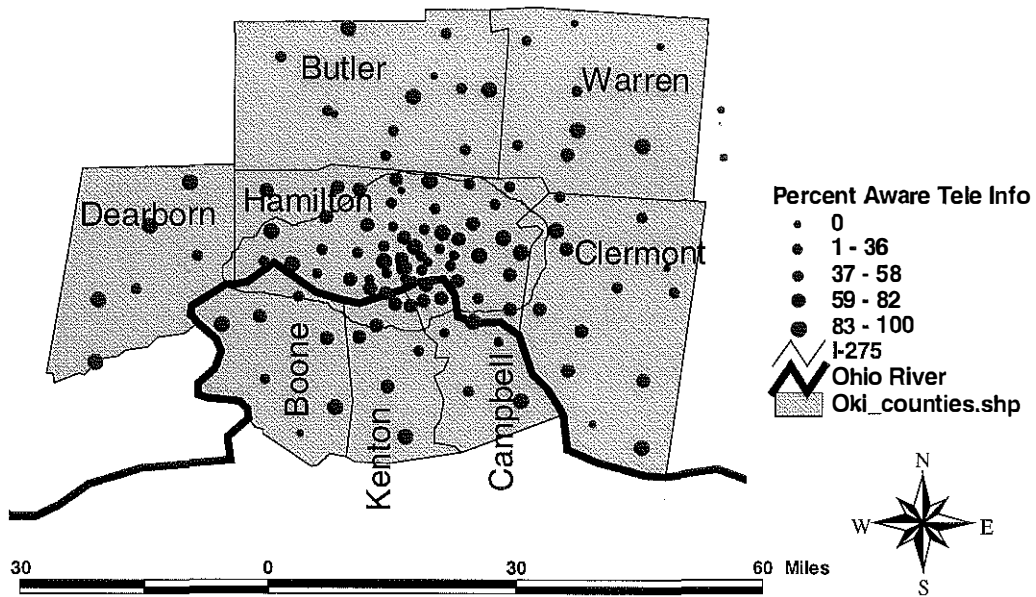 Butler
Warren
Hamilton
Dearborn
Clermont
Boone
Kenton
Campbell
Percent Aware Tele Info
0
1 - 36
37 - 58
59 - 82
83 - 100
I-275
Ohio River
Oki_counties.shp
N
W E
S
30 0 30 60 Miles